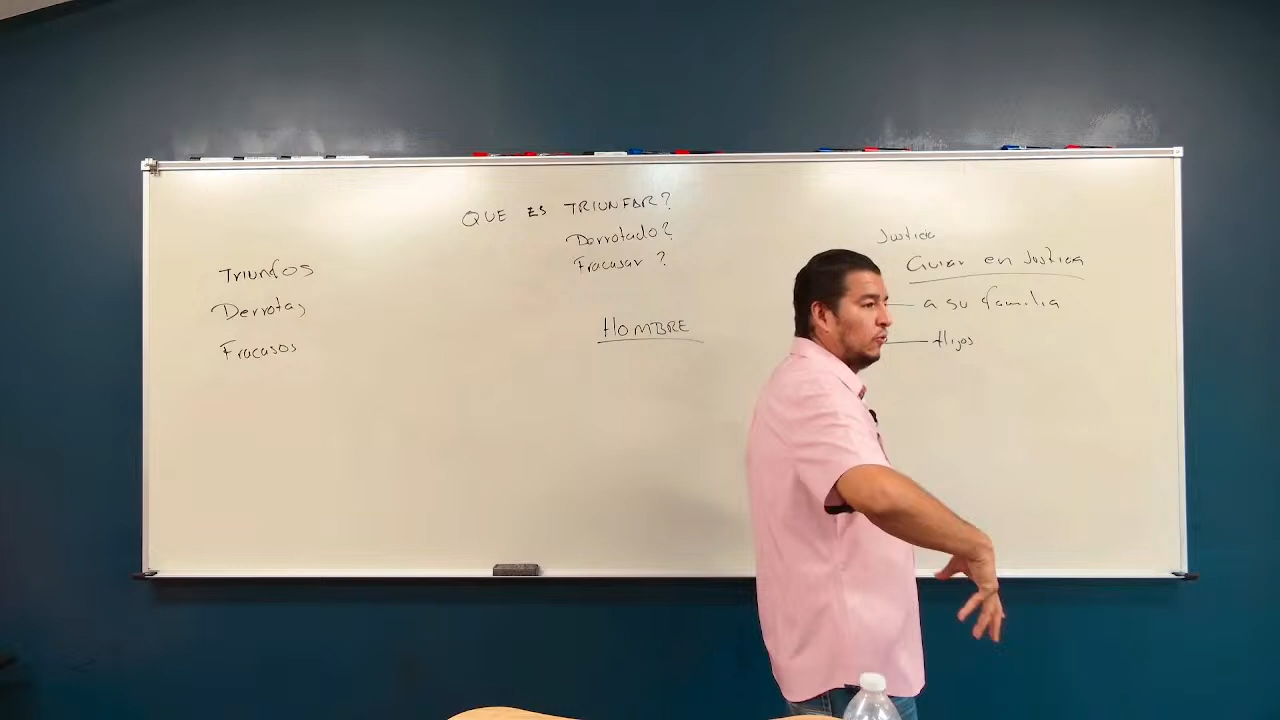 QUE ES TRIUNFAR?
Derrotado?
Fracasar ?
HOMBRE
Triunfos
Derrotas
Fracasos
Justicia
Guiar en Justicia
a su familia
Hijos